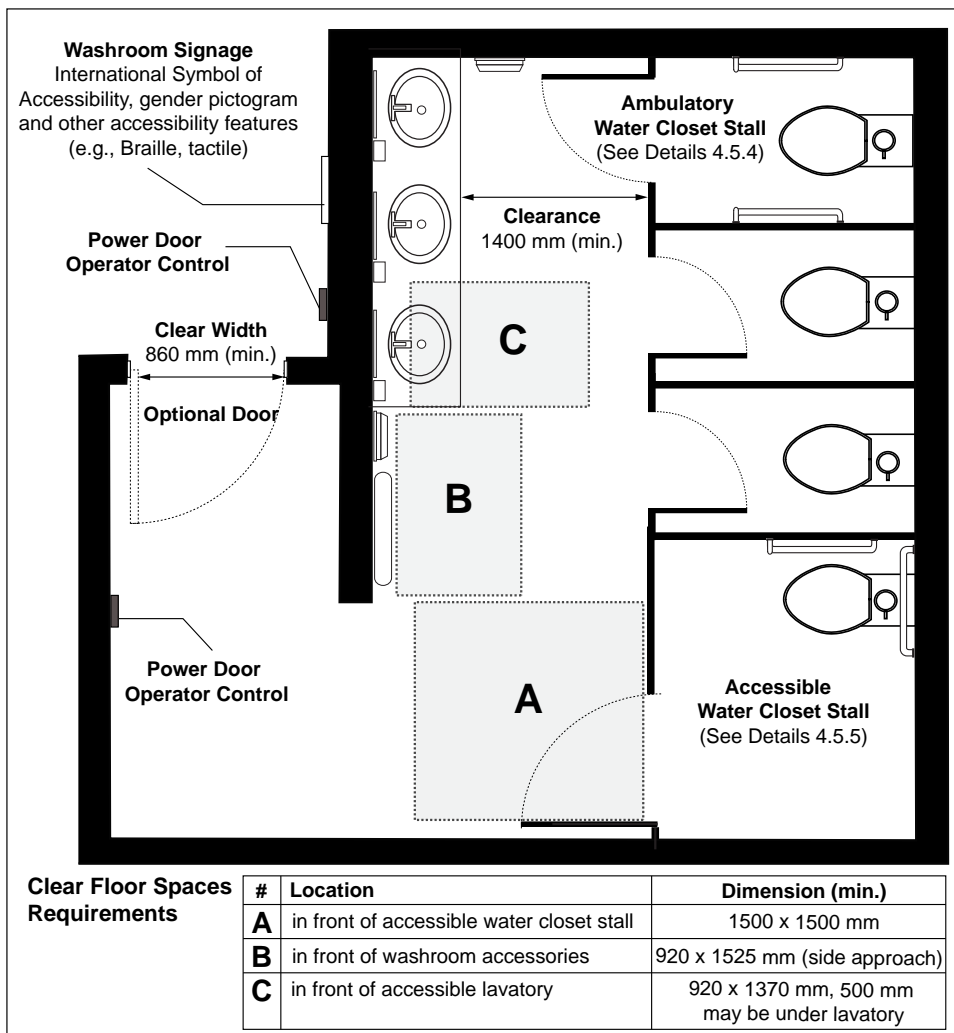 Washroom Signage
International Symbol of
Accessibility, gender pictogram
and other accessibility features
(e.g., Braille, tactile)
Ambulatory
Water Closet Stall
(See Details 4.5.4)
Clearance
1400 mm (min.)
Power Door
Operator Control
Clear Width
860 mm (min.)
Optional Door
C
B
A
Power Door
Operator Control
Accessible
Water Closet Stall
(See Details 4.5.5)
Clear Floor Spaces
Requirements
# Location Dimension (min.)
A in front of accessible water closet stall 1500 x 1500 mm
B in front of washroom accessories 920 x 1525 mm (side approach)
C in front of accessible lavatory 920 x 1370 mm, 500 mm
may be under lavatory